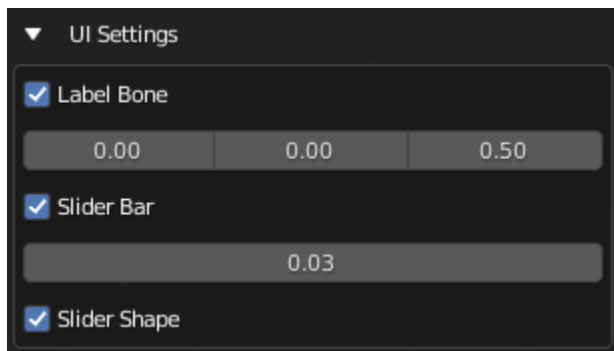 UI Settings
Label Bone
0.00 0.00 0.50
Slider Bar
0.03
Slider Shape